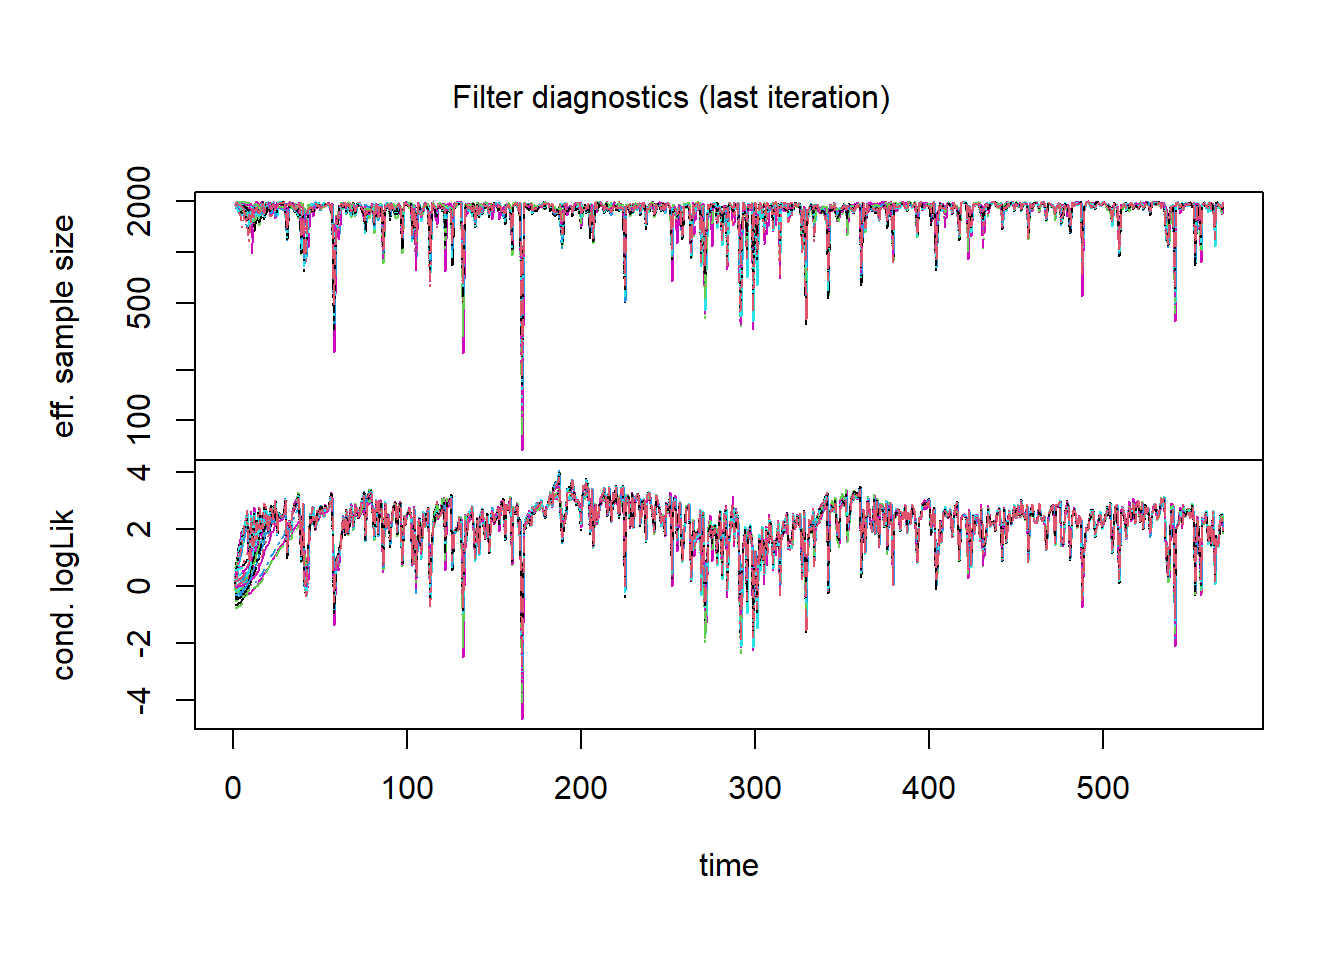 Filter diagnostics (last iteration)
eff. sample size
2000
500
100
cond. logLik
4
2
0
-2
-4
0 100 200 300 400 500
time